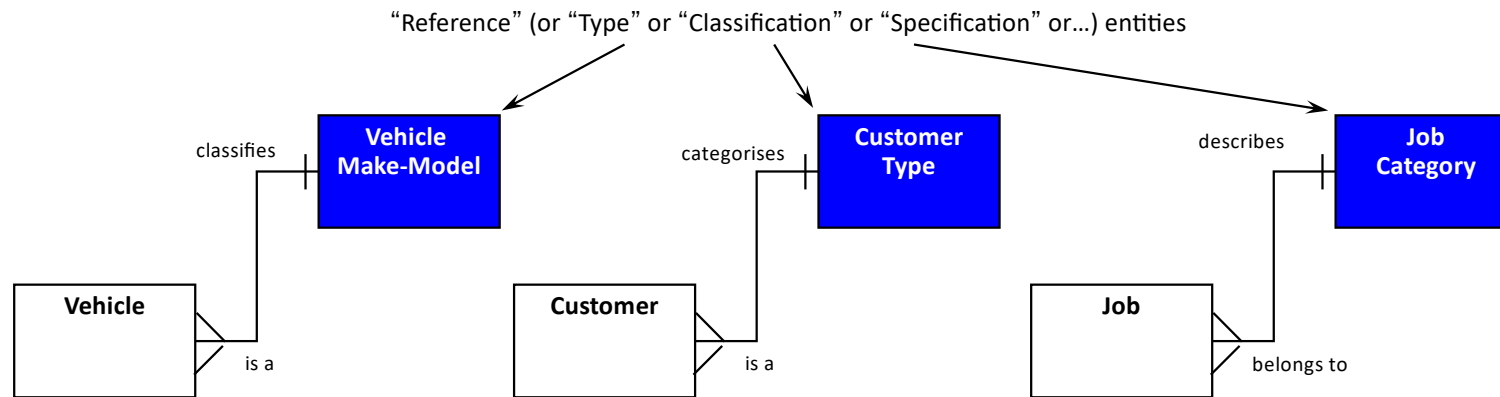 “Reference” (or “Type” or “Classification” or “Specification” or…) entities
classifies
Vehicle
Make-Model
categorises
Customer
Type
describes
Job
Category
Vehicle
is a
Customer
is a
Job
belongs to